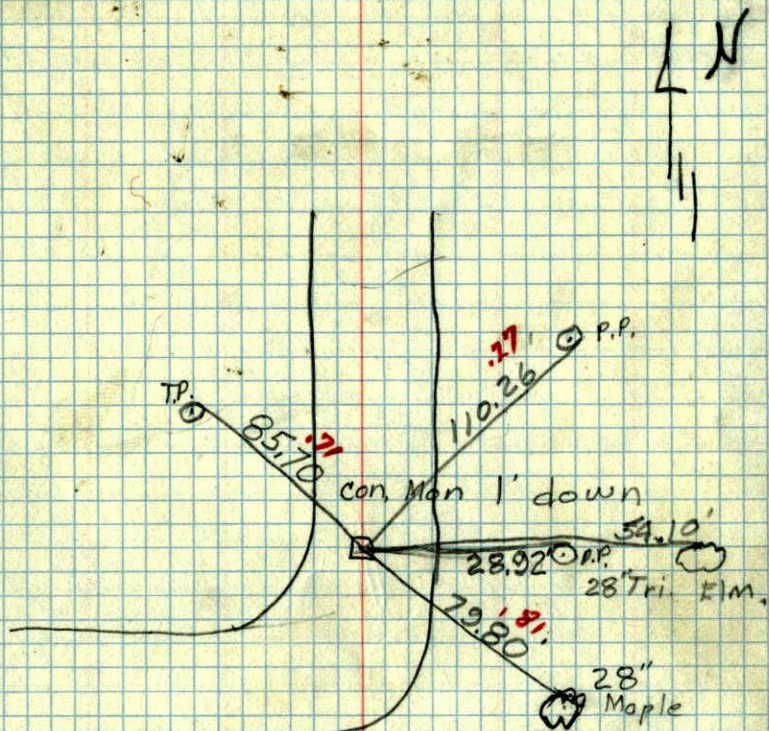 N
.27'
P.P.
110.26
T.P.
.71
85.70
Con. Mon 1' down
54.10'
28.92' P.P.
28" Tri. Elm.
.81
79.80'
28"
Maple